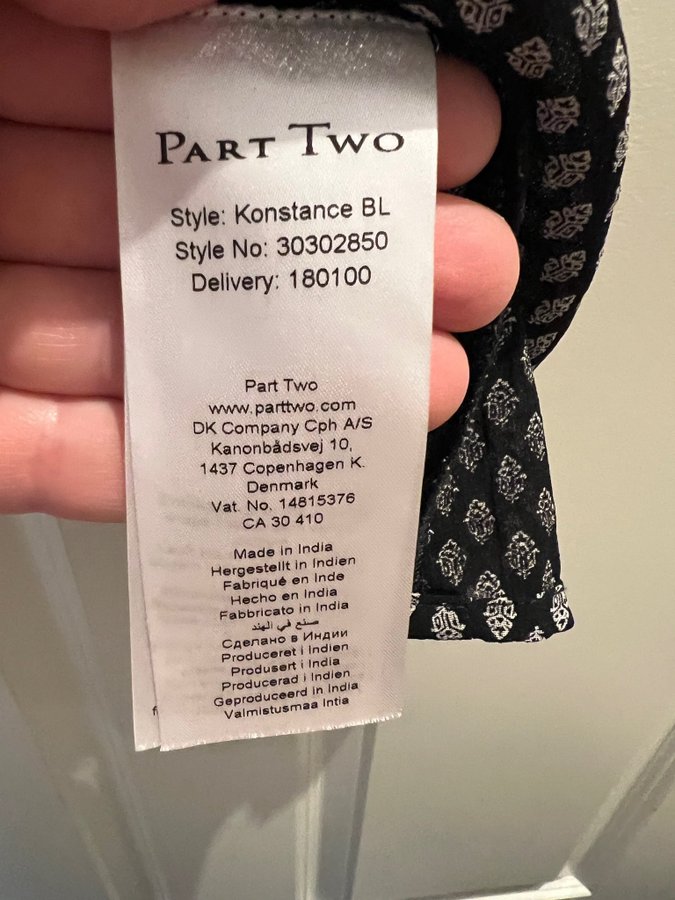 PART TWO
Style: Konstance BL
Style No: 30302850
Delivery: 180100
Part Two
www.parttwo.com
DK Company Cph A/S
Kanonbådsvej 10,
1437 Copenhagen K.
Denmark
Vat. No. 14815376
CA 30 410
Made in India
Hergestellt in Indien
Fabriqué en Inde
Hecho en India
Fabbricato in India
صنع في الهند
Сделано в Индии
Produceret i Indien
Produsert i India
Producerad i Indien
Geproduceerd in India
Valmistusmaa Intia